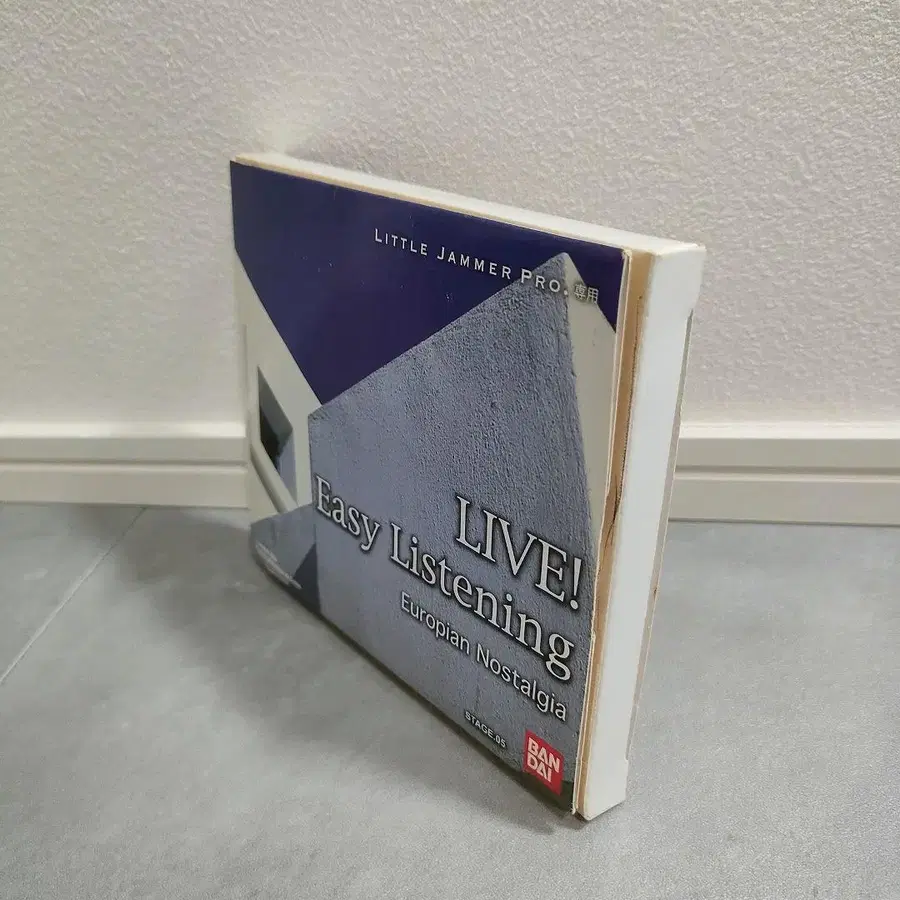 LITTLE JAMMER PRO. 専用
LIVE!
Easy Listening
Europian Nostalgia
STAGE.05
BAN
DAI